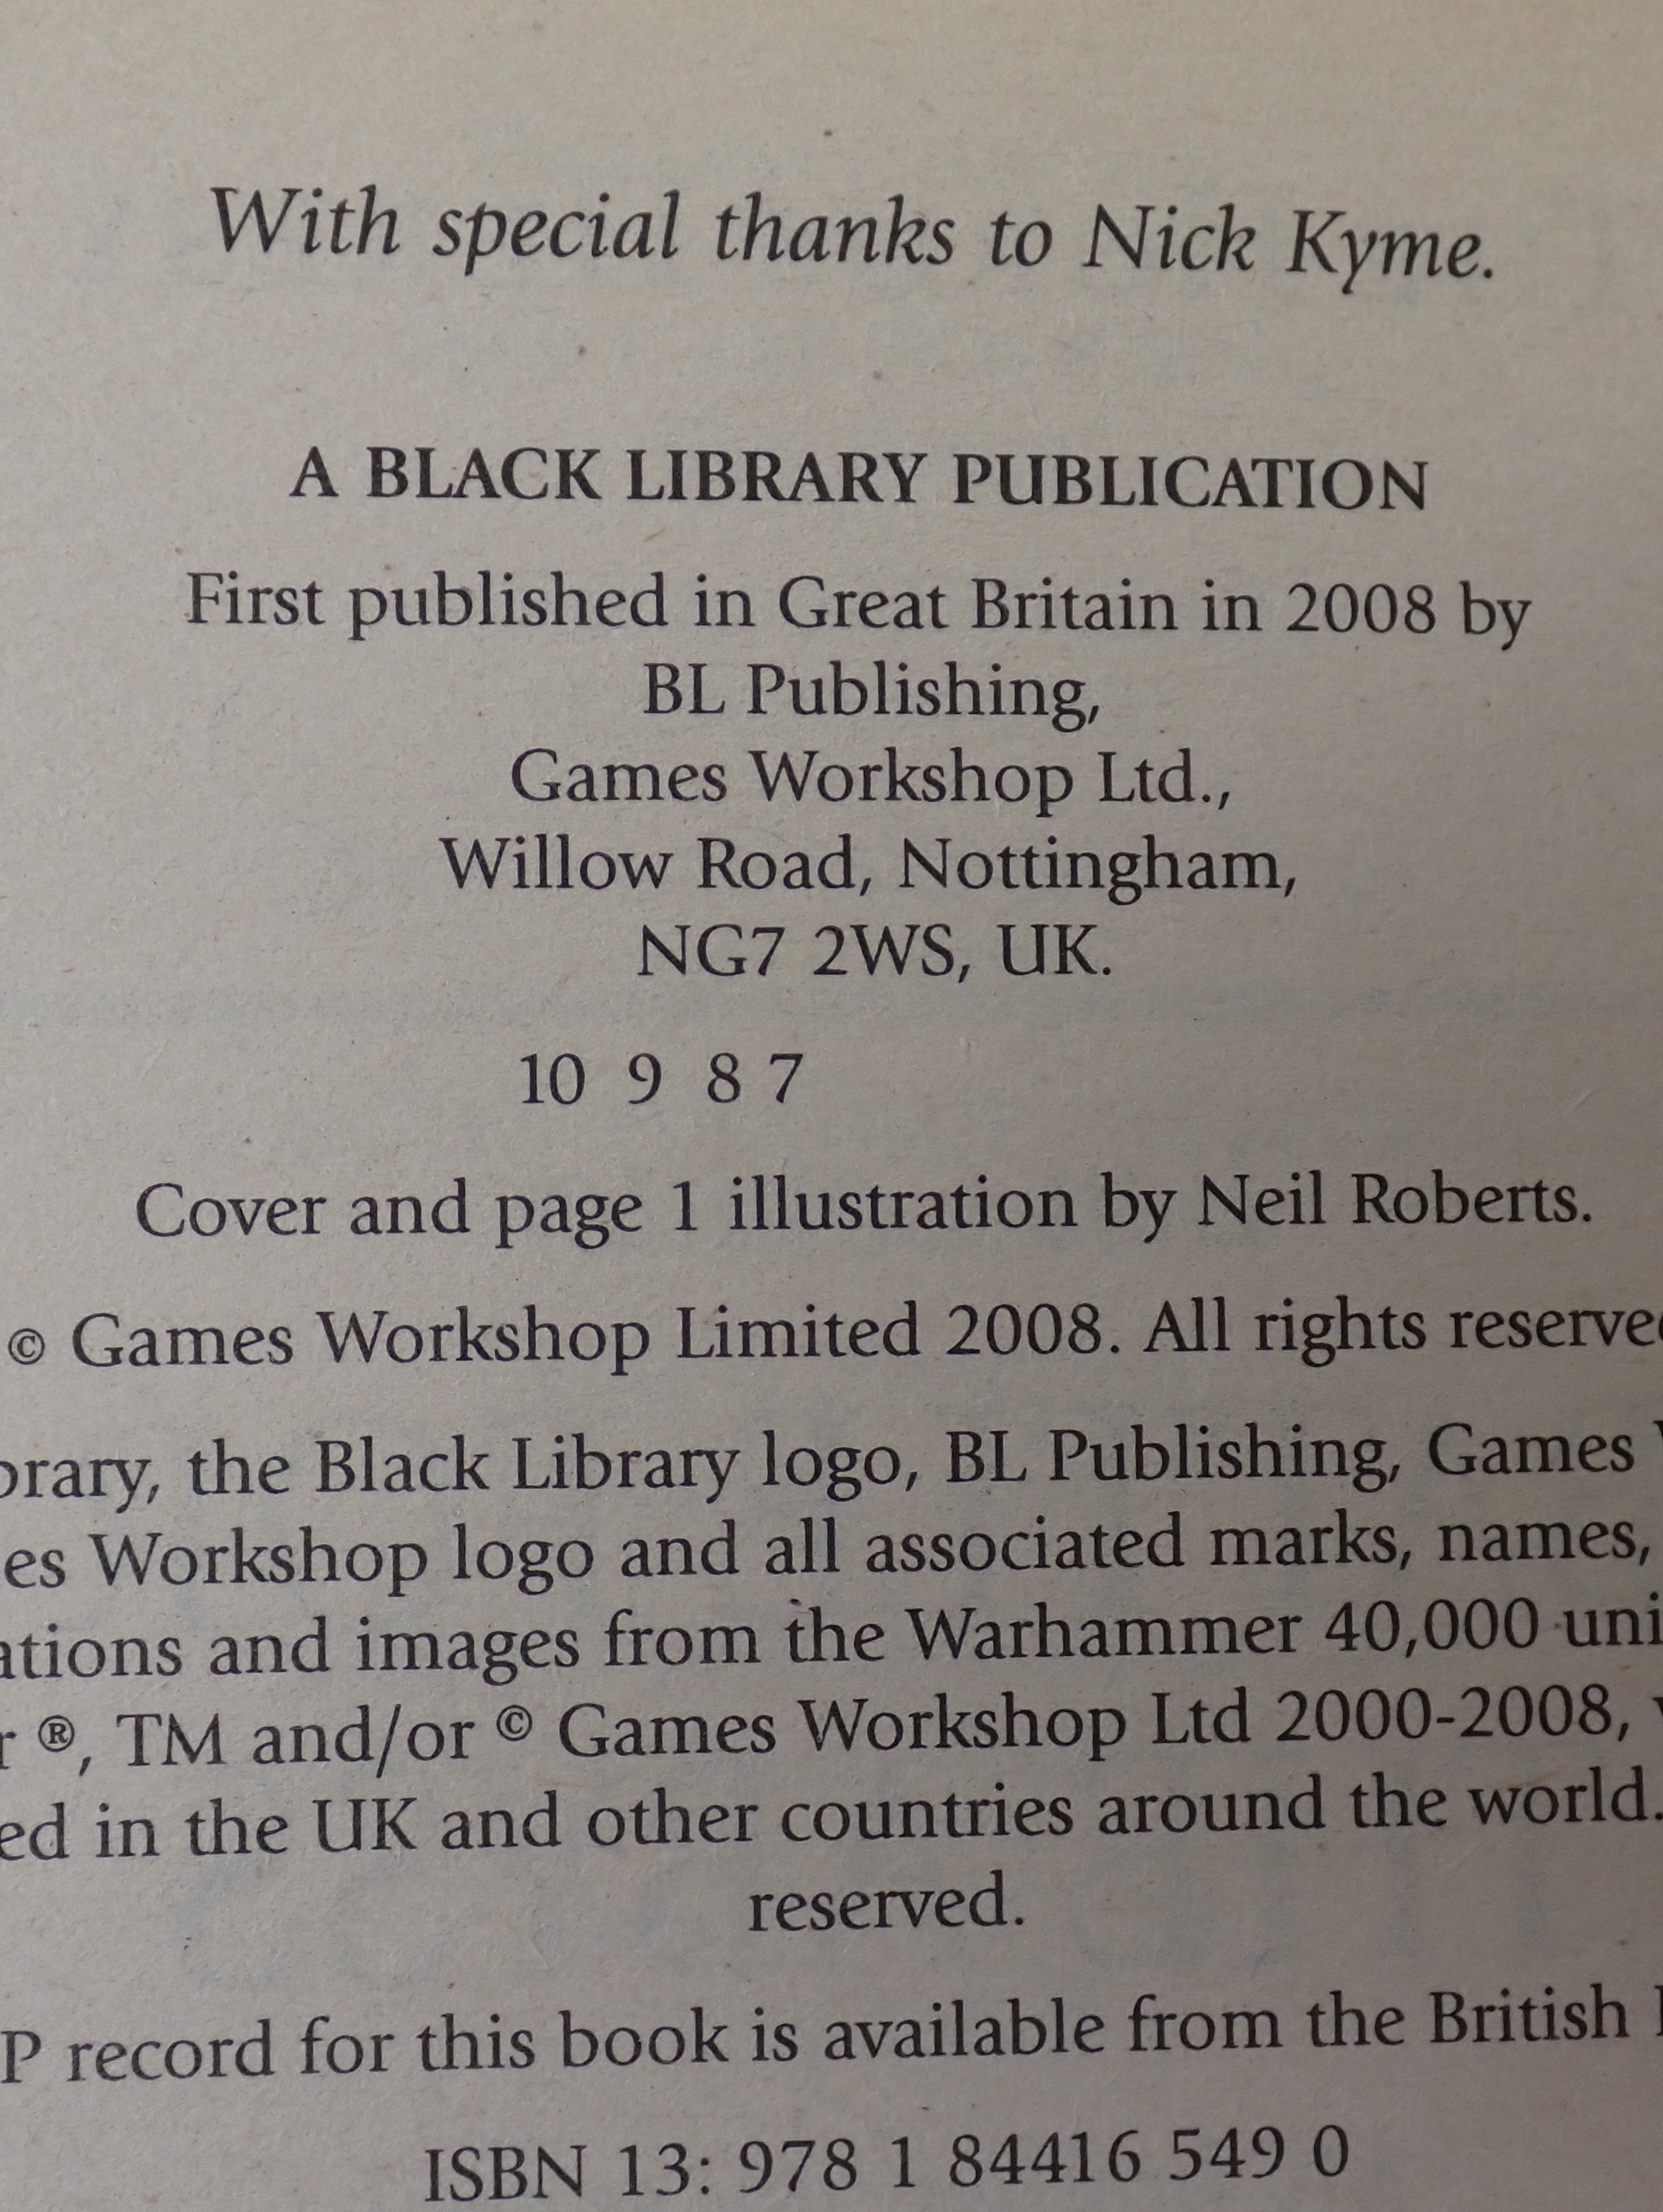 With special thanks to Nick Kyme.
A BLACK LIBRARY PUBLICATION
First published in Great Britain in 2008 by
BL Publishing,
Games Workshop Ltd.,
Willow Road, Nottingham,
NG7 2WS, UK.
10 9 8 7
Cover and page 1 illustration by Neil Roberts.
© Games Workshop Limited 2008. All rights
the Black Library logo, BL Publishing, Games
Workshop logo and all associated marks, names,
and images from the Warhammer 40,000
®, TM and/or © Games Workshop Ltd 2000-2008,
in the UK and other countries around the world.
reserved.
record for this book is available from the British
ISBN 13: 978 1 84416 549 0